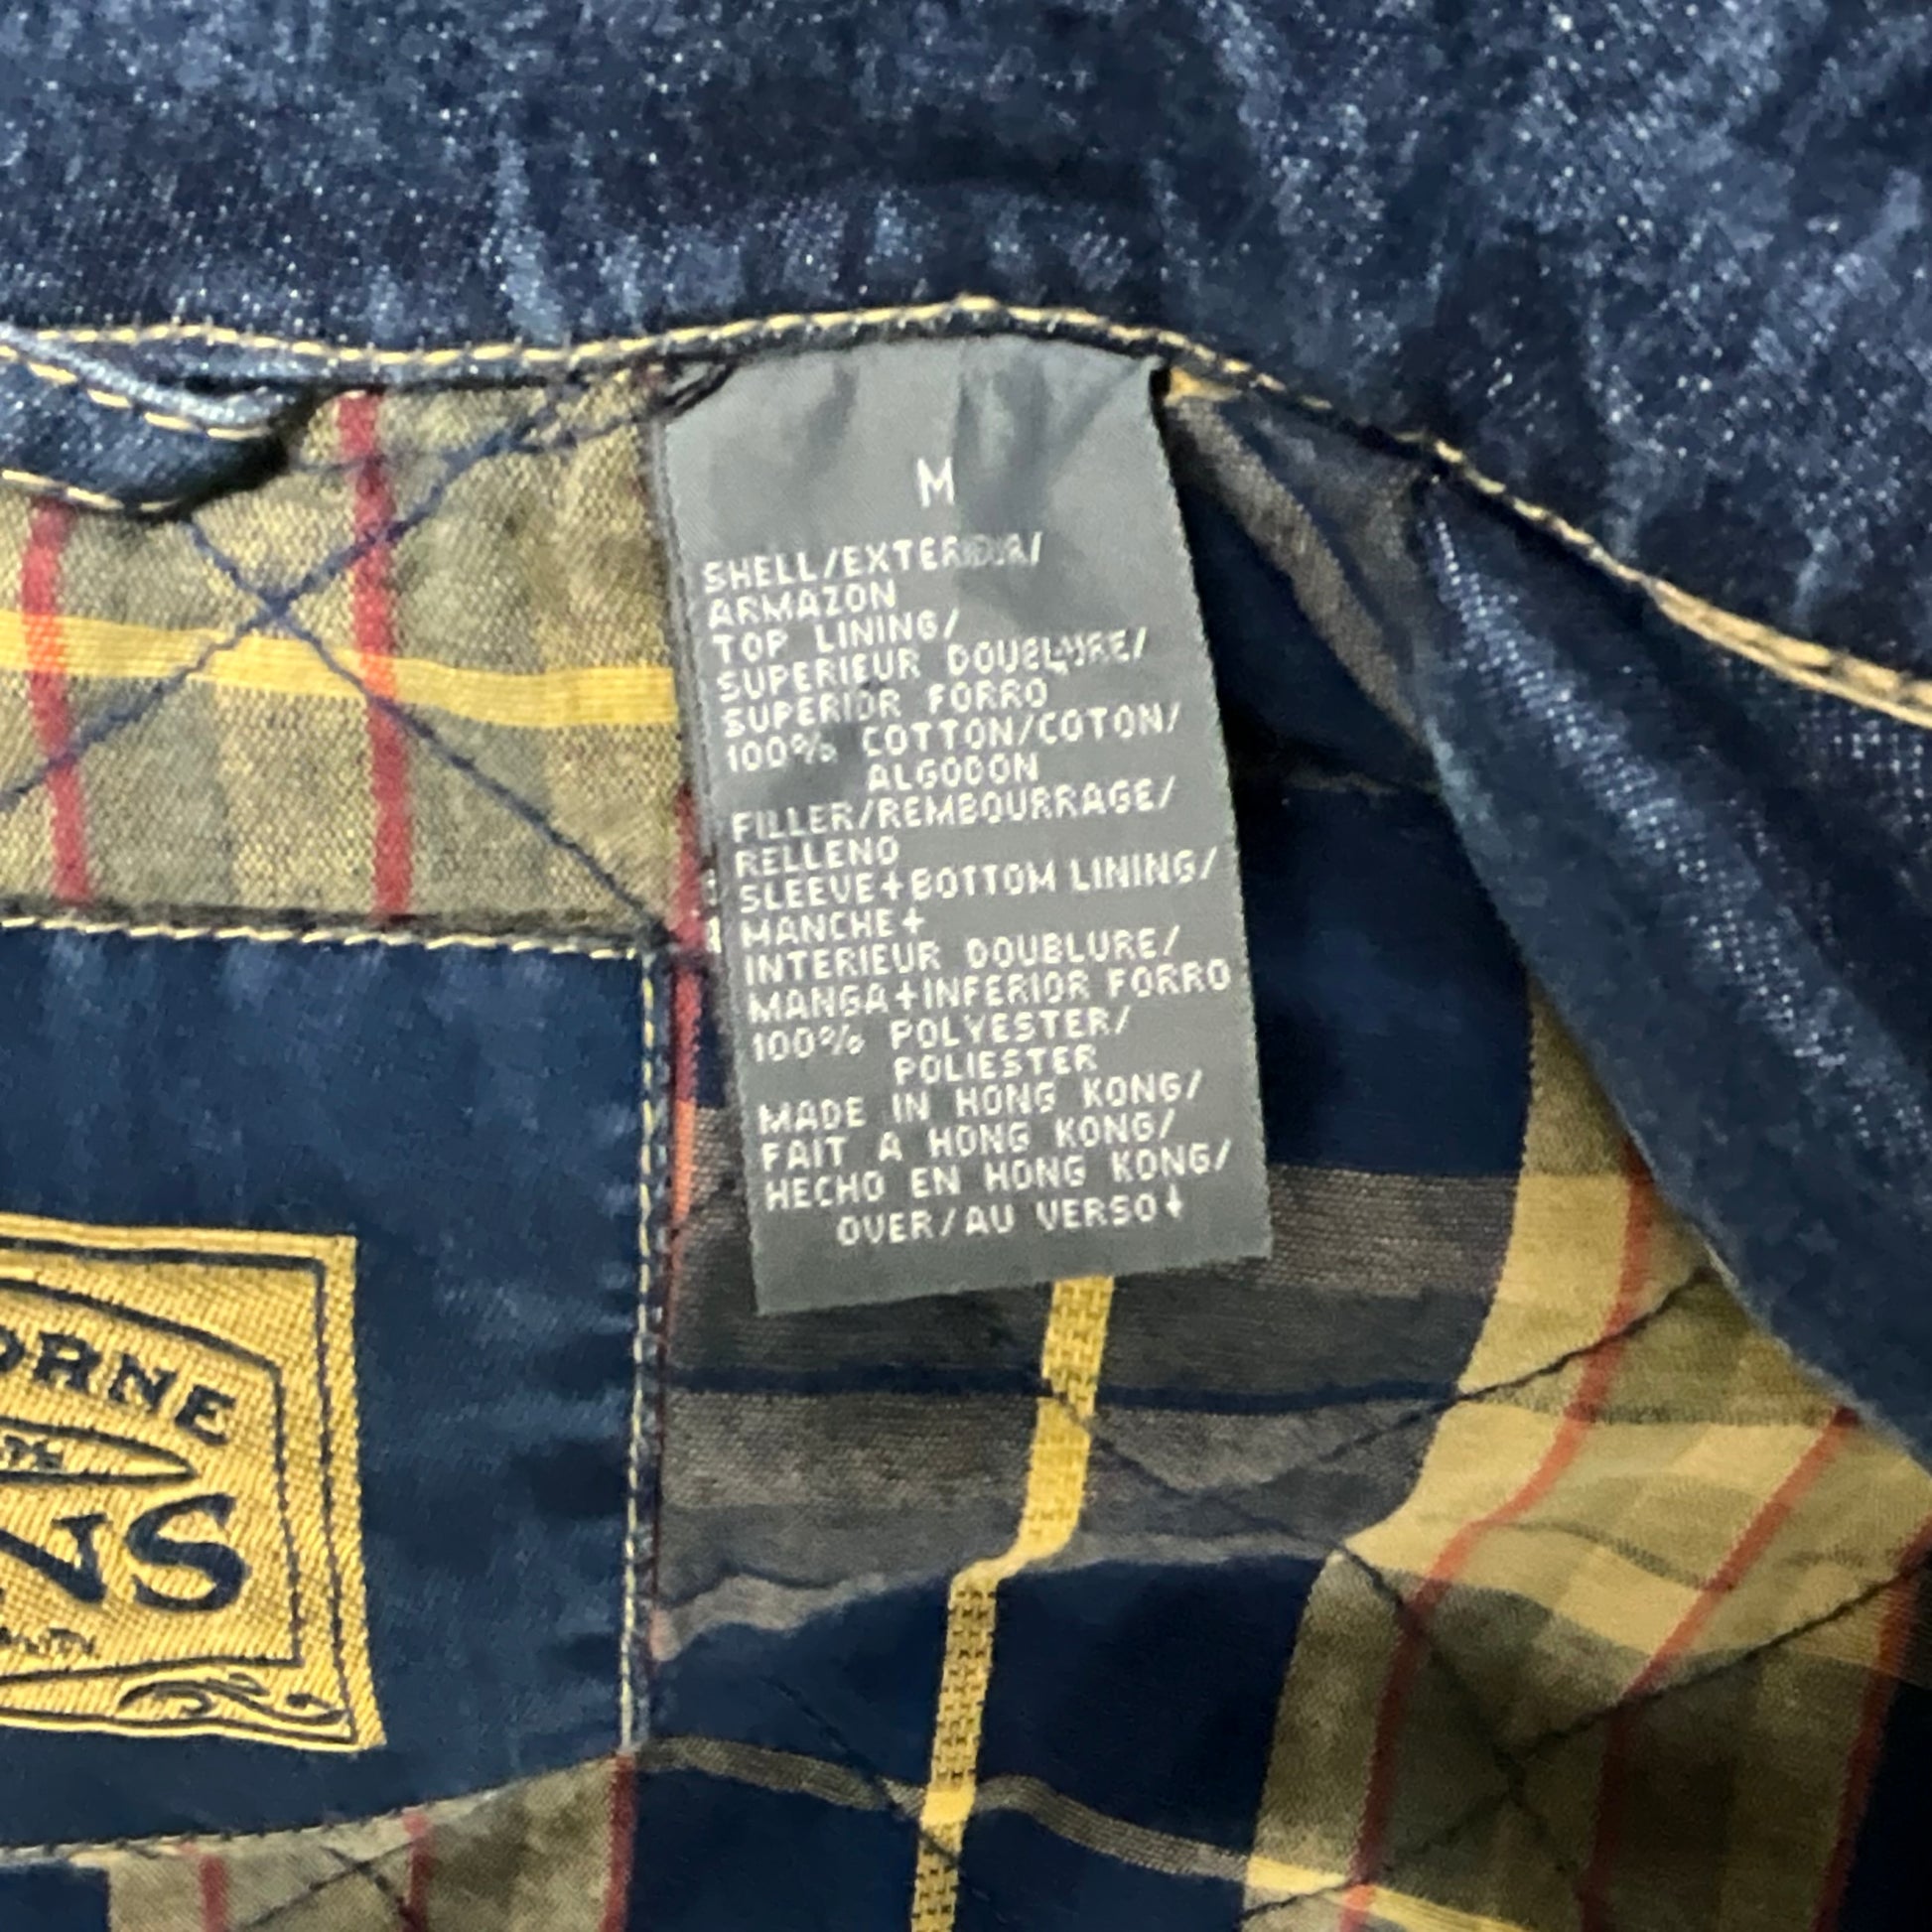 M
SHELL/EXTERIOR/
ARMAZON
TOP LINING/
SUPERIEUR DOUBLURE/
SUPERIOR FORRO
100% COTTON/COTON/
ALGODON
FILLER/REMBOURRAGE/
RELLENO
SLEEVE+BOTTOM LINING/
MANCHE+
INTERIEUR DOUBLURE/
MANGA+INFERIOR FORRO
100% POLYESTER/
POLIESTER
MADE IN HONG KONG/
FAIT A HONG KONG/
HECHO EN HONG KONG/
OVER/AU VERSO↓
ORNE
NS